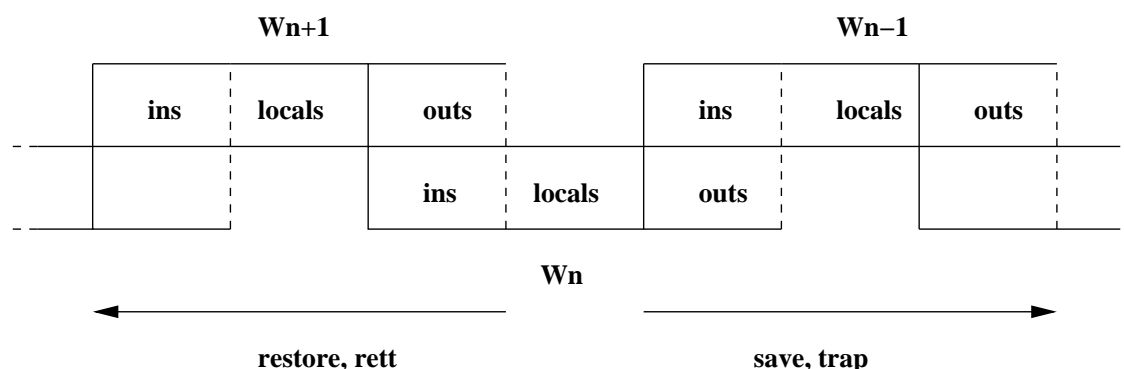 Wn+1 Wn−1
ins locals outs ins locals outs
ins locals outs
Wn
restore, rett save, trap